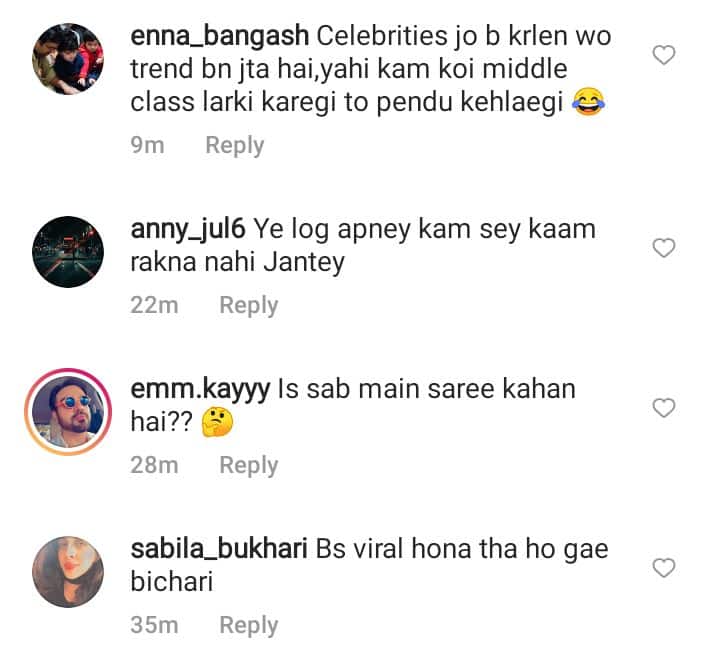 enna_bangash Celebrities jo b krlen wo
trend bn jta hai,yahi kam koi middle
class larki karegi to pendu kehlaegi 😂
9m Reply
anny_jul6 Ye log apney kam sey kaam
rakna nahi Jantey
22m Reply
emm.kayyy Is sab main saree kahan
hai?? 🤔
28m Reply
sabila_bukhari Bs viral hona tha ho gae
bichari
35m Reply